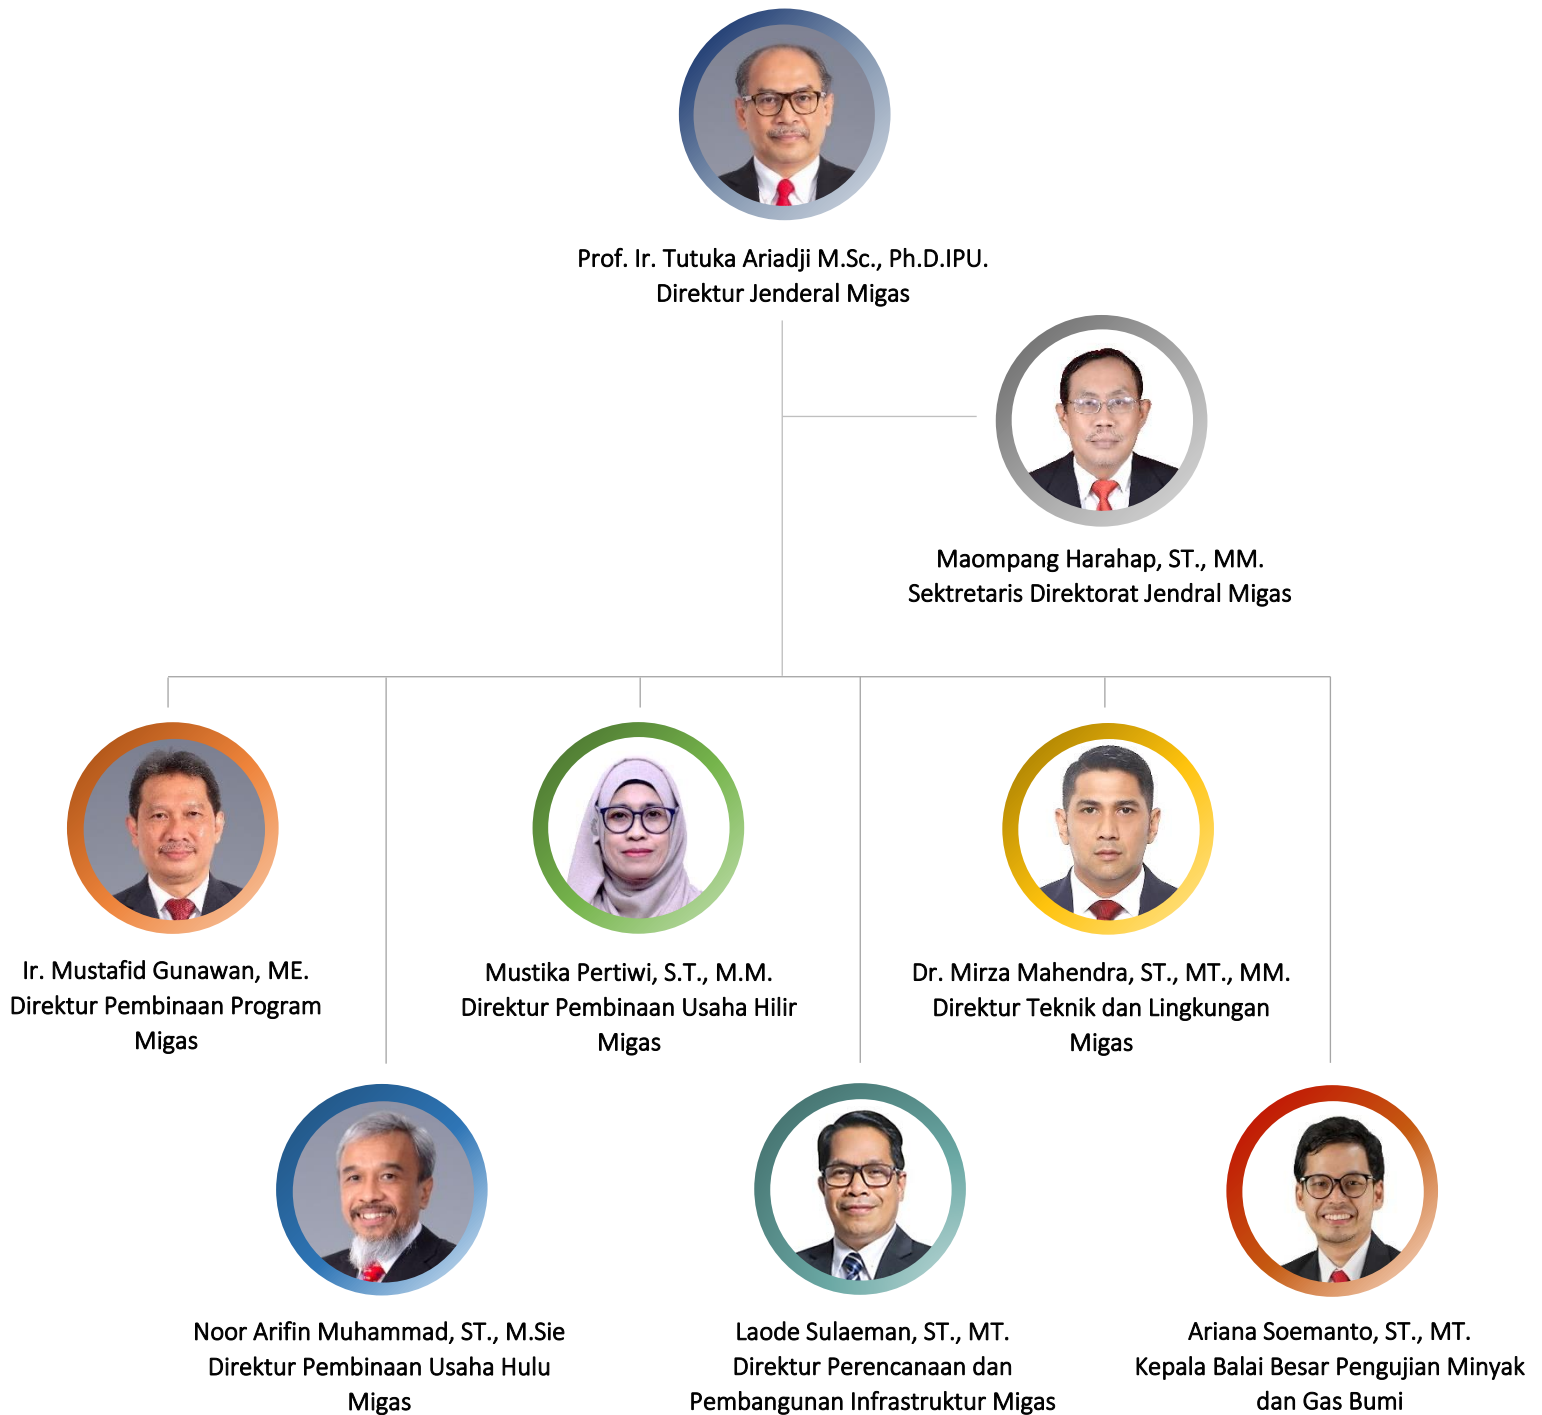 Prof. Ir. Tutuka Ariadji M.Sc., Ph.D.IPU.
Direktur Jenderal Migas
Maompang Harahap, ST., MM.
Sektretaris Direktorat Jendral Migas
Ir. Mustafid Gunawan, ME.
Direktur Pembinaan Program
Migas
Mustika Pertiwi, S.T., M.M.
Direktur Pembinaan Usaha Hilir
Migas
Dr. Mirza Mahendra, ST., MT., MM.
Direktur Teknik dan Lingkungan
Migas
Noor Arifin Muhammad, ST., M.Sie
Direktur Pembinaan Usaha Hulu
Migas
Laode Sulaeman, ST., MT.
Direktur Perencanaan dan
Pembangunan Infrastruktur Migas
Ariana Soemanto, ST., MT.
Kepala Balai Besar Pengujian Minyak
dan Gas Bumi